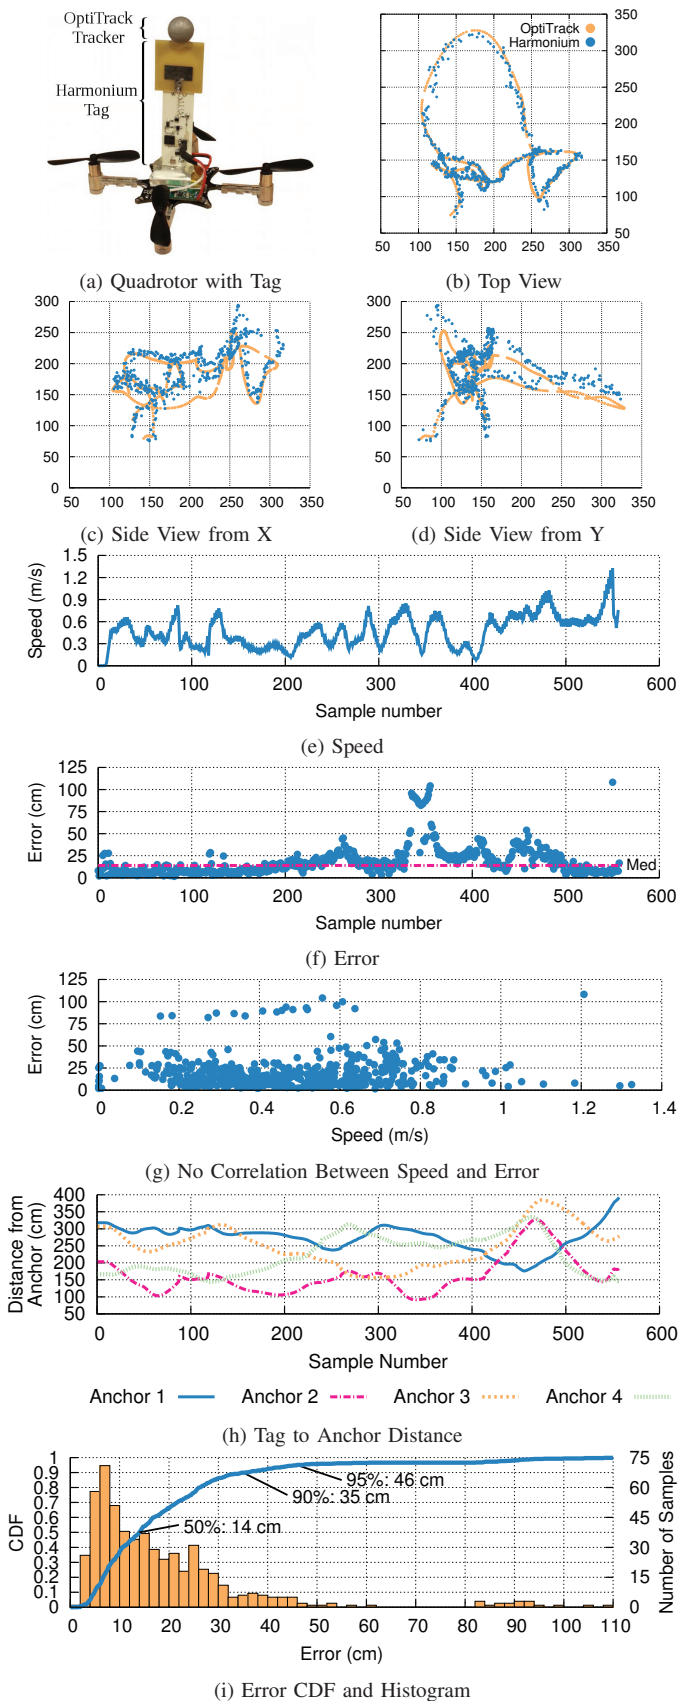 OptiTrack
Tracker
Harmonium
Tag
(a) Quadrotor with Tag
OptiTrack
Harmonium
350
300
250
200
150
100
50
50 100 150 200 250 300 350
(b) Top View
300
250
200
150
100
50
0
50 100 150 200 250 300 350
(c) Side View from X
300
250
200
150
100
50
0
50 100 150 200 250 300 350
(d) Side View from Y
Speed (m/s)
1.5
1.2
0.9
0.6
0.3
0
0 100 200 300 400 500 600
Sample number
(e) Speed
Error (cm)
125
100
75
50
25
0
Med
0 100 200 300 400 500 600
Sample number
(f) Error
Error (cm)
125
100
75
50
25
0
0 0.2 0.4 0.6 0.8 1 1.2 1.4
Speed (m/s)
(g) No Correlation Between Speed and Error
Distance from
Anchor (cm)
400
350
300
250
200
150
100
50
0 100 200 300 400 500 600
Sample Number
Anchor 1 Anchor 2 Anchor 3 Anchor 4
(h) Tag to Anchor Distance
CDF
1
0.9
0.8
0.7
0.6
0.5
0.4
0.3
0.2
0.1
0
95%: 46 cm
90%: 35 cm
50%: 14 cm
75
60
45
30
15
0
Number of Samples
0 10 20 30 40 50 60 70 80 90 100 110
Error (cm)
(i) Error CDF and Histogram